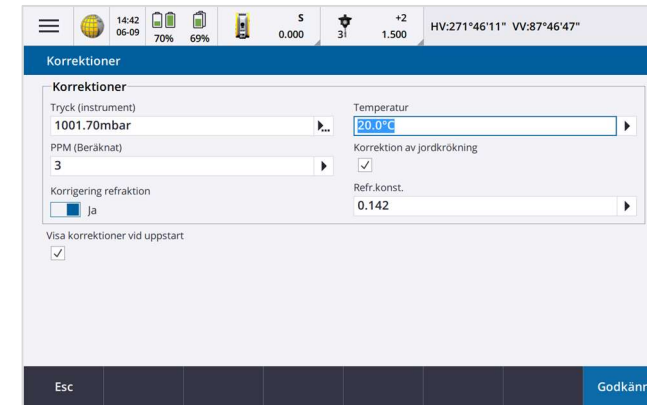 14:42
06-09
70%
69%
S
0.000
3
+2
1.500
HV:271°46'11" VV:87°46'47"
Korrektioner
Korrektioner
Tryck (instrument)
Temperatur
1001.70mbar
20.0°C
PPM (Beräknat)
Korrektion av jordkrökning
3
Korrigering refraktion
Refr.konst.
Ja
0.142
Visa korrektioner vid uppstart
Esc
Godkänn